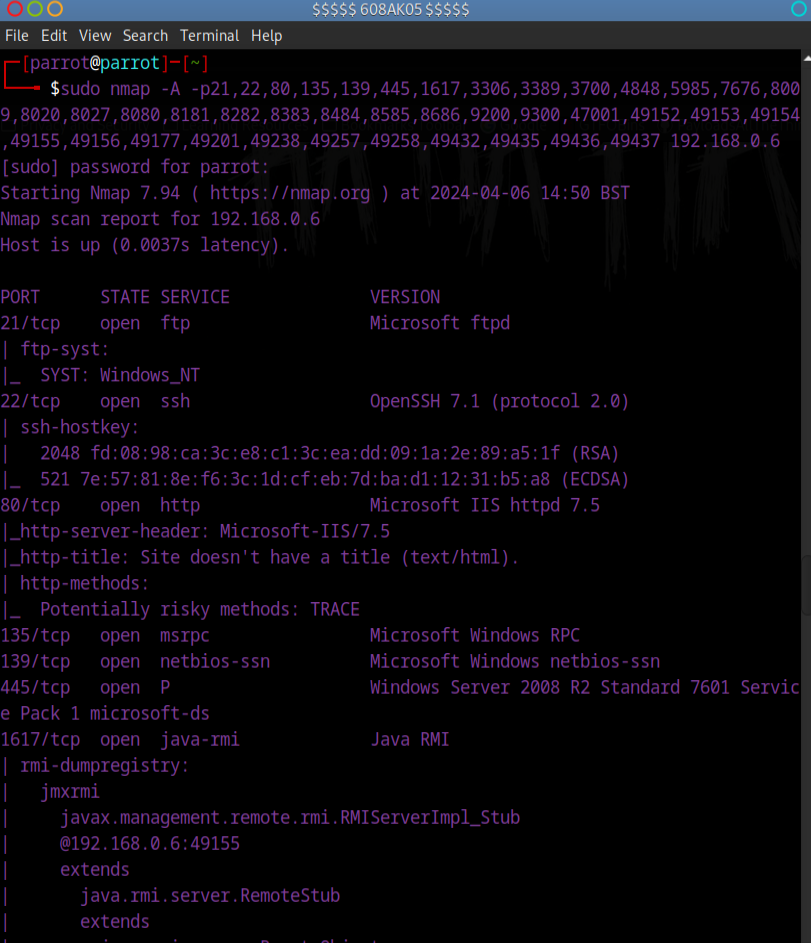 $$$$$ 608AK05 $$$$$
File Edit View Search Terminal Help
[parrot@parrot]─[~]
$sudo nmap -A -p21,22,80,135,139,445,1617,3306,3389,3700,4848,5985,7676,800
9,8020,8027,8080,8181,8282,8383,8484,8585,8686,9200,9300,47001,49152,49153,49154
,49155,49156,49177,49201,49238,49257,49258,49432,49435,49436,49437 192.168.0.6
[sudo] password for parrot:
Starting Nmap 7.94 ( https://nmap.org ) at 2024-04-06 14:50 BST
Nmap scan report for 192.168.0.6
Host is up (0.0037s latency).
PORT STATE SERVICE VERSION
21/tcp open ftp Microsoft ftpd
| ftp-syst:
|_ SYST: Windows_NT
22/tcp open ssh OpenSSH 7.1 (protocol 2.0)
| ssh-hostkey:
| 2048 fd:08:98:ca:3c:e8:c1:3c:ea:dd:09:1a:2e:89:a5:1f (RSA)
|_ 521 7e:57:81:8e:f6:3c:1d:cf:eb:7d:ba:d1:12:31:b5:a8 (ECDSA)
80/tcp open http Microsoft IIS httpd 7.5
|_http-server-header: Microsoft-IIS/7.5
|_http-title: Site doesn't have a title (text/html).
| http-methods:
|_ Potentially risky methods: TRACE
135/tcp open msrpc Microsoft Windows RPC
139/tcp open netbios-ssn Microsoft Windows netbios-ssn
445/tcp open P Windows Server 2008 R2 Standard 7601 Servic
e Pack 1 microsoft-ds
1617/tcp open java-rmi Java RMI
| rmi-dumpregistry:
| jmxrmi
| javax.management.remote.rmi.RMIServerImpl_Stub
| @192.168.0.6:49155
| extends
| java.rmi.server.RemoteStub
| extends